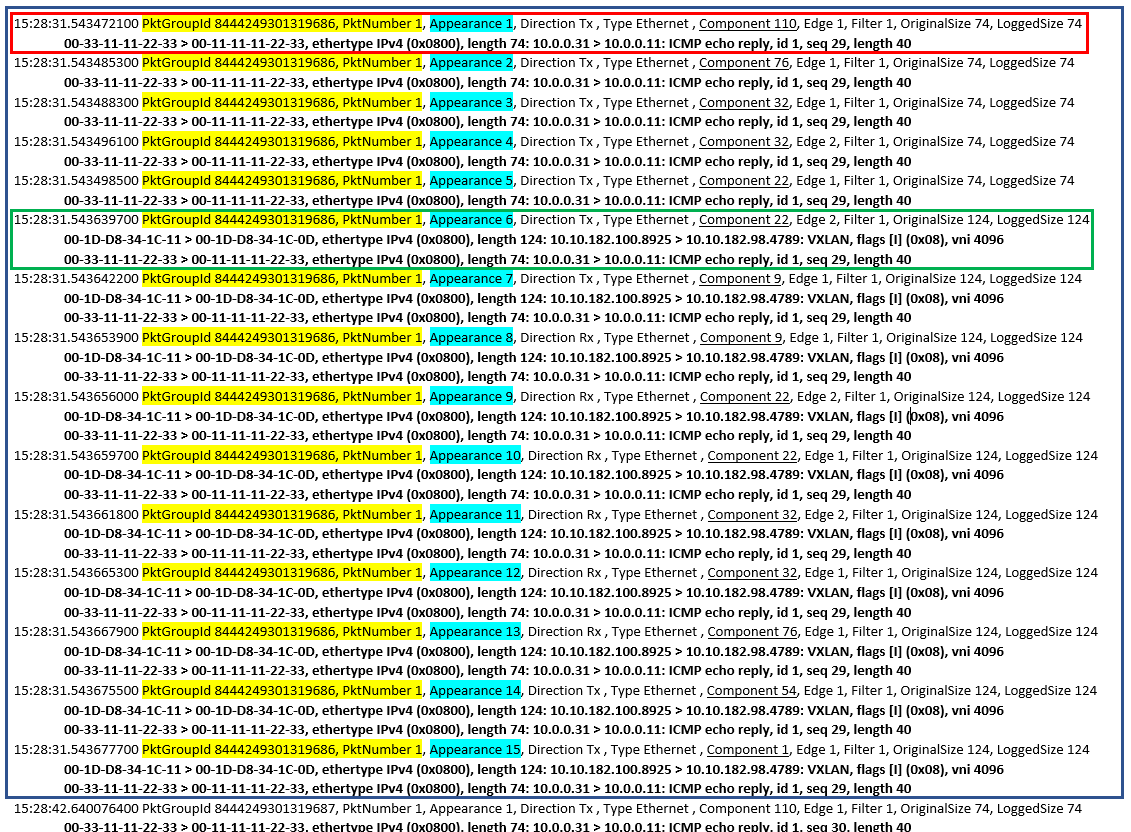 15:28:31.543472100 PktGroupId 8444249301319686, PktNumber 1, Appearance 1, Direction Tx , Type Ethernet , Component 110, Edge 1, Filter 1, OriginalSize 74, LoggedSize 74
00-33-11-11-22-33 > 00-11-11-11-22-33, ethertype IPv4 (0x0800), length 74: 10.0.0.31 > 10.0.0.11: ICMP echo reply, id 1, seq 29, length 40
15:28:31.543485300 PktGroupId 8444249301319686, PktNumber 1, Appearance 2, Direction Tx , Type Ethernet , Component 76, Edge 1, Filter 1, OriginalSize 74, LoggedSize 74
00-33-11-11-22-33 > 00-11-11-11-22-33, ethertype IPv4 (0x0800), length 74: 10.0.0.31 > 10.0.0.11: ICMP echo reply, id 1, seq 29, length 40
15:28:31.543488300 PktGroupId 8444249301319686, PktNumber 1, Appearance 3, Direction Tx , Type Ethernet , Component 32, Edge 1, Filter 1, OriginalSize 74, LoggedSize 74
00-33-11-11-22-33 > 00-11-11-11-22-33, ethertype IPv4 (0x0800), length 74: 10.0.0.31 > 10.0.0.11: ICMP echo reply, id 1, seq 29, length 40
15:28:31.543496100 PktGroupId 8444249301319686, PktNumber 1, Appearance 4, Direction Tx , Type Ethernet , Component 32, Edge 2, Filter 1, OriginalSize 74, LoggedSize 74
00-33-11-11-22-33 > 00-11-11-11-22-33, ethertype IPv4 (0x0800), length 74: 10.0.0.31 > 10.0.0.11: ICMP echo reply, id 1, seq 29, length 40
15:28:31.543498500 PktGroupId 8444249301319686, PktNumber 1, Appearance 5, Direction Tx , Type Ethernet , Component 22, Edge 1, Filter 1, OriginalSize 74, LoggedSize 74
00-33-11-11-22-33 > 00-11-11-11-22-33, ethertype IPv4 (0x0800), length 74: 10.0.0.31 > 10.0.0.11: ICMP echo reply, id 1, seq 29, length 40
15:28:31.543639700 PktGroupId 8444249301319686, PktNumber 1, Appearance 6, Direction Tx , Type Ethernet , Component 22, Edge 2, Filter 1, OriginalSize 124, LoggedSize 124
00-1D-D8-34-1C-11 > 00-1D-D8-34-1C-0D, ethertype IPv4 (0x0800), length 124: 10.10.182.100.8925 > 10.10.182.98.4789: VXLAN, flags [I] (0x08), vni 4096
00-33-11-11-22-33 > 00-11-11-11-22-33, ethertype IPv4 (0x0800), length 74: 10.0.0.31 > 10.0.0.11: ICMP echo reply, id 1, seq 29, length 40
15:28:31.543642200 PktGroupId 8444249301319686, PktNumber 1, Appearance 7, Direction Tx , Type Ethernet , Component 9, Edge 1, Filter 1, OriginalSize 124, LoggedSize 124
00-1D-D8-34-1C-11 > 00-1D-D8-34-1C-0D, ethertype IPv4 (0x0800), length 124: 10.10.182.100.8925 > 10.10.182.98.4789: VXLAN, flags [I] (0x08), vni 4096
00-33-11-11-22-33 > 00-11-11-11-22-33, ethertype IPv4 (0x0800), length 74: 10.0.0.31 > 10.0.0.11: ICMP echo reply, id 1, seq 29, length 40
15:28:31.543653900 PktGroupId 8444249301319686, PktNumber 1, Appearance 8, Direction Rx , Type Ethernet , Component 9, Edge 1, Filter 1, OriginalSize 124, LoggedSize 124
00-1D-D8-34-1C-11 > 00-1D-D8-34-1C-0D, ethertype IPv4 (0x0800), length 124: 10.10.182.100.8925 > 10.10.182.98.4789: VXLAN, flags [I] (0x08), vni 4096
00-33-11-11-22-33 > 00-11-11-11-22-33, ethertype IPv4 (0x0800), length 74: 10.0.0.31 > 10.0.0.11: ICMP echo reply, id 1, seq 29, length 40
15:28:31.543656000 PktGroupId 8444249301319686, PktNumber 1, Appearance 9, Direction Rx , Type Ethernet , Component 22, Edge 2, Filter 1, OriginalSize 124, LoggedSize 124
00-1D-D8-34-1C-11 > 00-1D-D8-34-1C-0D, ethertype IPv4 (0x0800), length 124: 10.10.182.100.8925 > 10.10.182.98.4789: VXLAN, flags [I] (0x08), vni 4096
00-33-11-11-22-33 > 00-11-11-11-22-33, ethertype IPv4 (0x0800), length 74: 10.0.0.31 > 10.0.0.11: ICMP echo reply, id 1, seq 29, length 40
15:28:31.543659700 PktGroupId 8444249301319686, PktNumber 1, Appearance 10, Direction Rx , Type Ethernet , Component 22, Edge 1, Filter 1, OriginalSize 124, LoggedSize 124
00-1D-D8-34-1C-11 > 00-1D-D8-34-1C-0D, ethertype IPv4 (0x0800), length 124: 10.10.182.100.8925 > 10.10.182.98.4789: VXLAN, flags [I] (0x08), vni 4096
00-33-11-11-22-33 > 00-11-11-11-22-33, ethertype IPv4 (0x0800), length 74: 10.0.0.31 > 10.0.0.11: ICMP echo reply, id 1, seq 29, length 40
15:28:31.543661800 PktGroupId 8444249301319686, PktNumber 1, Appearance 11, Direction Rx , Type Ethernet , Component 32, Edge 2, Filter 1, OriginalSize 124, LoggedSize 124
00-1D-D8-34-1C-11 > 00-1D-D8-34-1C-0D, ethertype IPv4 (0x0800), length 124: 10.10.182.100.8925 > 10.10.182.98.4789: VXLAN, flags [I] (0x08), vni 4096
00-33-11-11-22-33 > 00-11-11-11-22-33, ethertype IPv4 (0x0800), length 74: 10.0.0.31 > 10.0.0.11: ICMP echo reply, id 1, seq 29, length 40
15:28:31.543665300 PktGroupId 8444249301319686, PktNumber 1, Appearance 12, Direction Rx , Type Ethernet , Component 32, Edge 1, Filter 1, OriginalSize 124, LoggedSize 124
00-1D-D8-34-1C-11 > 00-1D-D8-34-1C-0D, ethertype IPv4 (0x0800), length 124: 10.10.182.100.8925 > 10.10.182.98.4789: VXLAN, flags [I] (0x08), vni 4096
00-33-11-11-22-33 > 00-11-11-11-22-33, ethertype IPv4 (0x0800), length 74: 10.0.0.31 > 10.0.0.11: ICMP echo reply, id 1, seq 29, length 40
15:28:31.543667900 PktGroupId 8444249301319686, PktNumber 1, Appearance 13, Direction Rx , Type Ethernet , Component 76, Edge 1, Filter 1, OriginalSize 124, LoggedSize 124
00-1D-D8-34-1C-11 > 00-1D-D8-34-1C-0D, ethertype IPv4 (0x0800), length 124: 10.10.182.100.8925 > 10.10.182.98.4789: VXLAN, flags [I] (0x08), vni 4096
00-33-11-11-22-33 > 00-11-11-11-22-33, ethertype IPv4 (0x0800), length 74: 10.0.0.31 > 10.0.0.11: ICMP echo reply, id 1, seq 29, length 40
15:28:31.543675500 PktGroupId 8444249301319686, PktNumber 1, Appearance 14, Direction Tx , Type Ethernet , Component 54, Edge 1, Filter 1, OriginalSize 124, LoggedSize 124
00-1D-D8-34-1C-11 > 00-1D-D8-34-1C-0D, ethertype IPv4 (0x0800), length 124: 10.10.182.100.8925 > 10.10.182.98.4789: VXLAN, flags [I] (0x08), vni 4096
00-33-11-11-22-33 > 00-11-11-11-22-33, ethertype IPv4 (0x0800), length 74: 10.0.0.31 > 10.0.0.11: ICMP echo reply, id 1, seq 29, length 40
15:28:31.543677700 PktGroupId 8444249301319686, PktNumber 1, Appearance 15, Direction Tx , Type Ethernet , Component 1, Edge 1, Filter 1, OriginalSize 124, LoggedSize 124
00-1D-D8-34-1C-11 > 00-1D-D8-34-1C-0D, ethertype IPv4 (0x0800), length 124: 10.10.182.100.8925 > 10.10.182.98.4789: VXLAN, flags [I] (0x08), vni 4096
00-33-11-11-22-33 > 00-11-11-11-22-33, ethertype IPv4 (0x0800), length 74: 10.0.0.31 > 10.0.0.11: ICMP echo reply, id 1, seq 29, length 40
15:28:42.640076400 PktGroupId 8444249301319687, PktNumber 1, Appearance 1, Direction Tx , Type Ethernet , Component 110, Edge 1, Filter 1, OriginalSize 74, LoggedSize 74
00-33-11-11-22-33 > 00-11-11-11-22-33, ethertype IPv4 (0x0800), length 74: 10.0.0.31 > 10.0.0.11: ICMP echo reply, id 1, seq 30, length 40